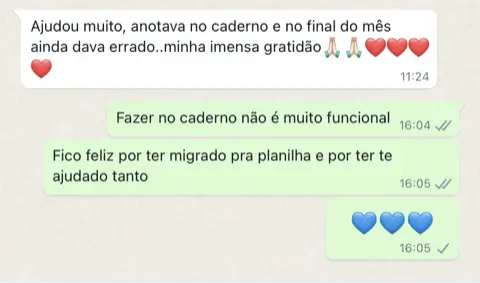 Ajudou muito, anotava no caderno e no final do mês
ainda dava errado..minha imensa gratidão🙏🏻🙏🏻❤️❤️❤️
❤️
11:24
Fazer no caderno não é muito funcional
16:04
Fico feliz por ter migrado pra planilha e por ter te
ajudado tanto
16:05
💙💙💙
16:05